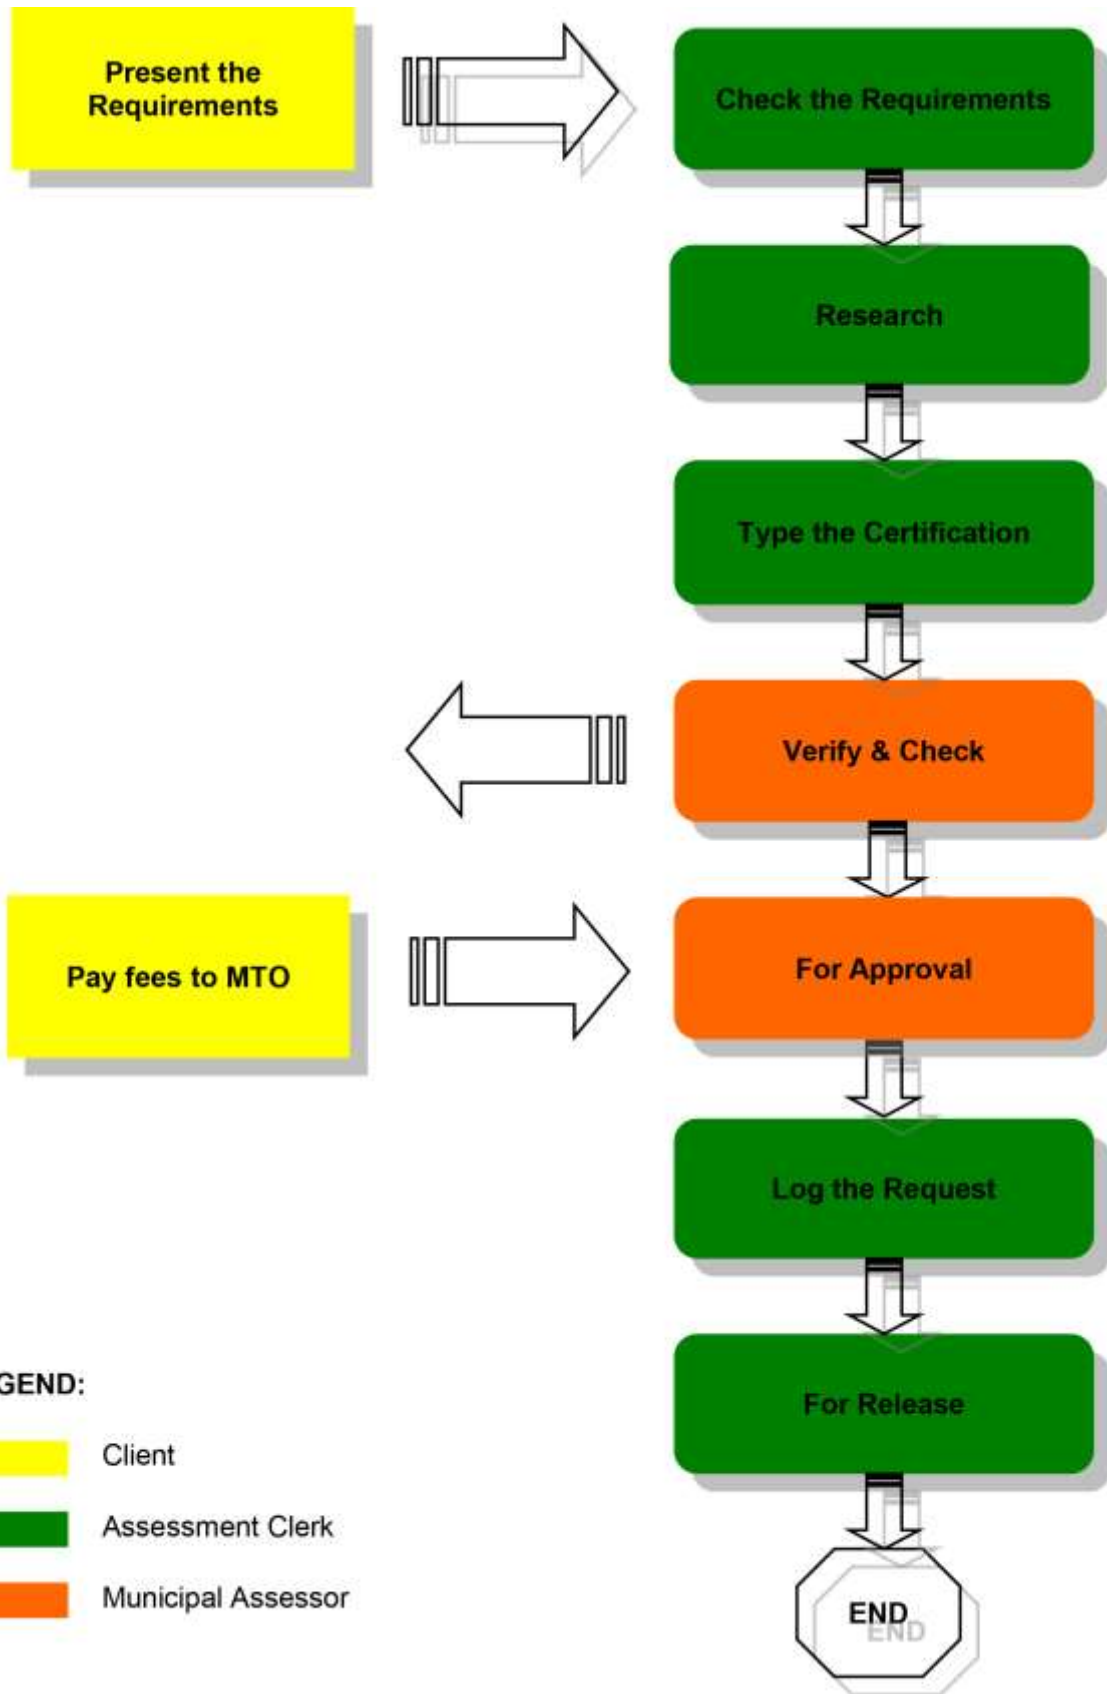 Present the
Requirements
Check the Requirements
Research
Type the Certification
Verify & Check
Pay fees to MTO
For Approval
Log the Request
For Release
GEND:
Client
Assessment Clerk
Municipal Assessor
END
END